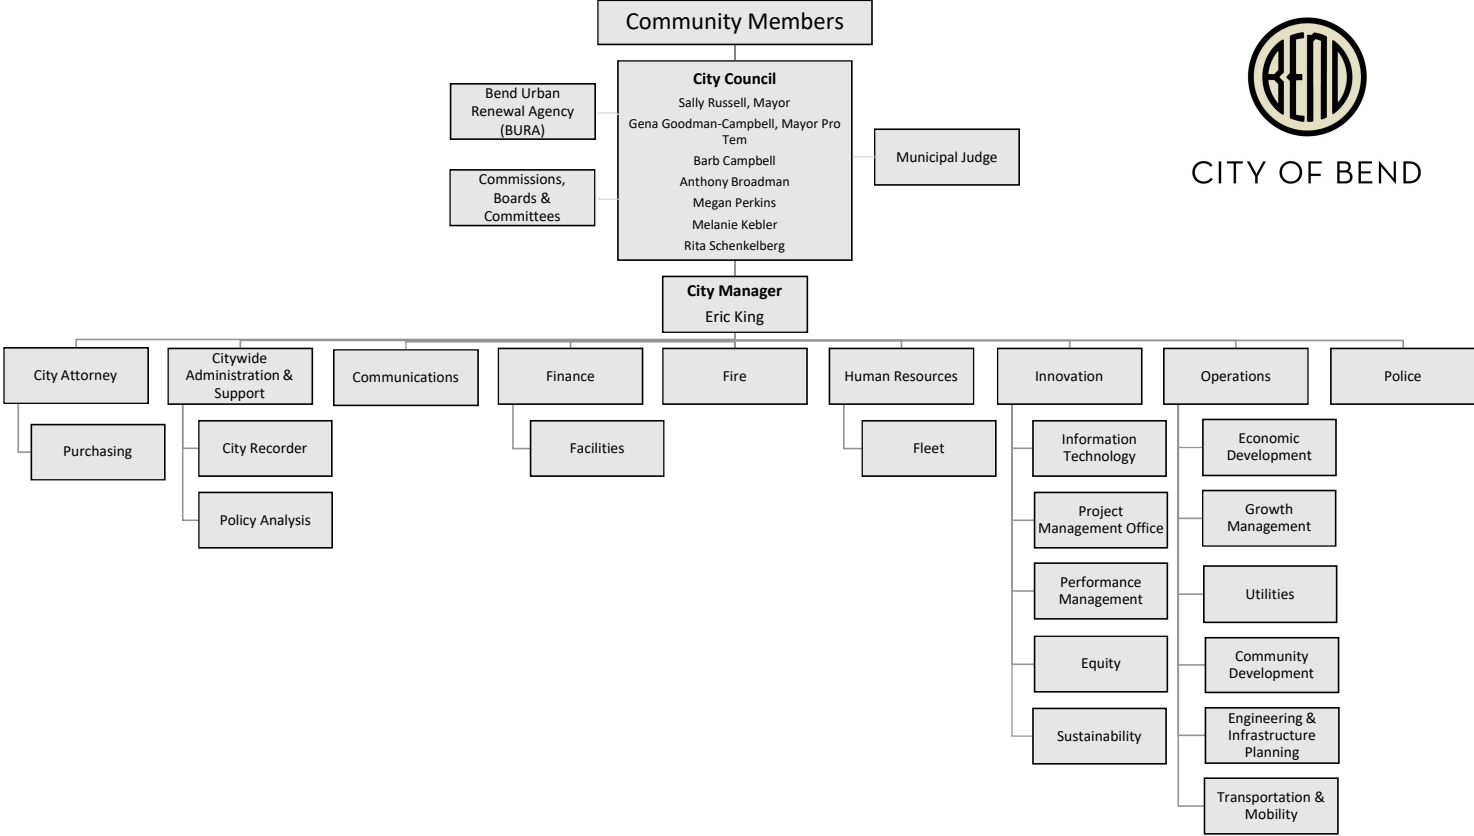 Community Members
BEND
CITY OF BEND
City Council
Sally Russell, Mayor
Gena Goodman-Campbell, Mayor Pro
Tem
Barb Campbell
Anthony Broadman
Megan Perkins
Melanie Kebler
Rita Schenkelberg
Bend Urban
Renewal Agency
(BURA)
Commissions,
Boards &
Committees
Municipal Judge
City Manager
Eric King
City Attorney
Purchasing
Citywide
Administration &
Support
City Recorder
Policy Analysis
Communications
Finance
Facilities
Fire
Human Resources
Fleet
Innovation
Information
Technology
Project
Management Office
Performance
Management
Equity
Sustainability
Operations
Economic
Development
Growth
Management
Utilities
Community
Development
Engineering &
Infrastructure
Planning
Transportation &
Mobility
Police